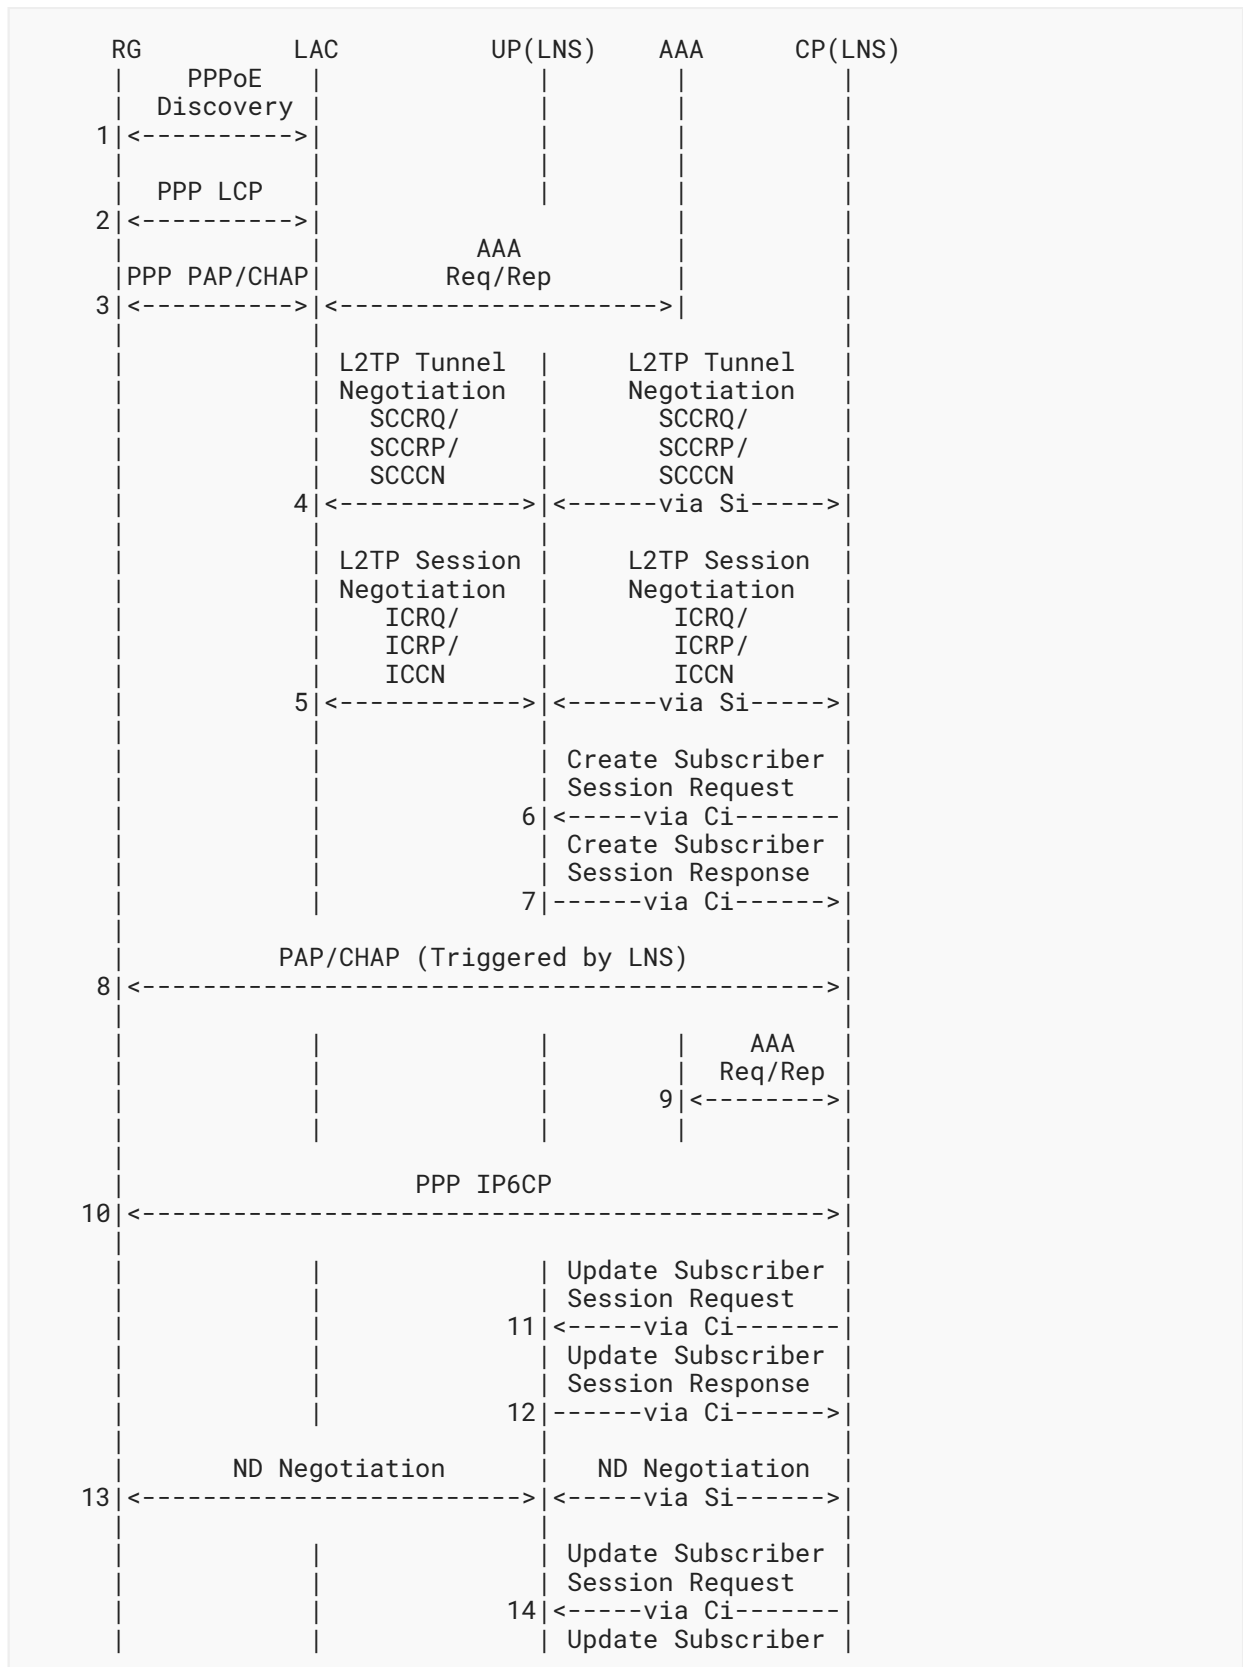 RG          LAC          UP(LNS)    AAA      CP(LNS)
|    PPPoE   |              |        |          |
|  Discovery |              |        |          |
1|<---------->|              |        |          |
|            |              |        |          |
|  PPP LCP   |              |        |          |
2|<---------->|                       |          |
|            |          AAA          |          |
|PPP PAP/CHAP|        Req/Rep        |          |
3|<---------->|<--------------------->|          |
|            |                                  |
|            | L2TP Tunnel  |     L2TP Tunnel   |
|            | Negotiation  |     Negotiation   |
|            |   SCCRQ/     |       SCCRQ/      |
|            |   SCCRP/     |       SCCRP/      |
|            |   SCCCN      |       SCCCN       |
4|<------------>|<------via Si----->|
|            |              |                   |
|            | L2TP Session |     L2TP Session  |
|            | Negotiation  |     Negotiation   |
|            |    ICRQ/     |        ICRQ/      |
|            |    ICRP/     |        ICRP/      |
|            |    ICCN      |        ICCN       |
5|<------------>|<------via Si----->|
|            |              |                   |
|            |              | Create Subscriber |
|            |              | Session Request   |
6|<-----via Ci-------|
|            |              | Create Subscriber |
|            |              | Session Response  |
|            |             7|------via Ci------>|
|                                               |
|          PAP/CHAP (Triggered by LNS)          |
8|<--------------------------------------------->|
|                                               |
|            |              |        |    AAA   |
|            |              |        |  Req/Rep |
|            |              |       9|<-------->|
|            |              |        |          |
|                                               |
|                   PPP IP6CP                   |
10|<--------------------------------------------->|
|                                               |
|            |              | Update Subscriber |
|            |              | Session Request   |
|            |            11|<-----via Ci-------|
|            |              | Update Subscriber |
|            |              | Session Response  |
|            |            12|------via Ci------>|
|                           |                   |
|       ND Negotiation      |   ND Negotiation  |
13|<------------------------->|<-----via Si------>|
|                           |                   |
|            |              | Update Subscriber |
|            |              | Session Request   |
|            |            14|<-----via Ci-------|
|            |              | Update Subscriber |